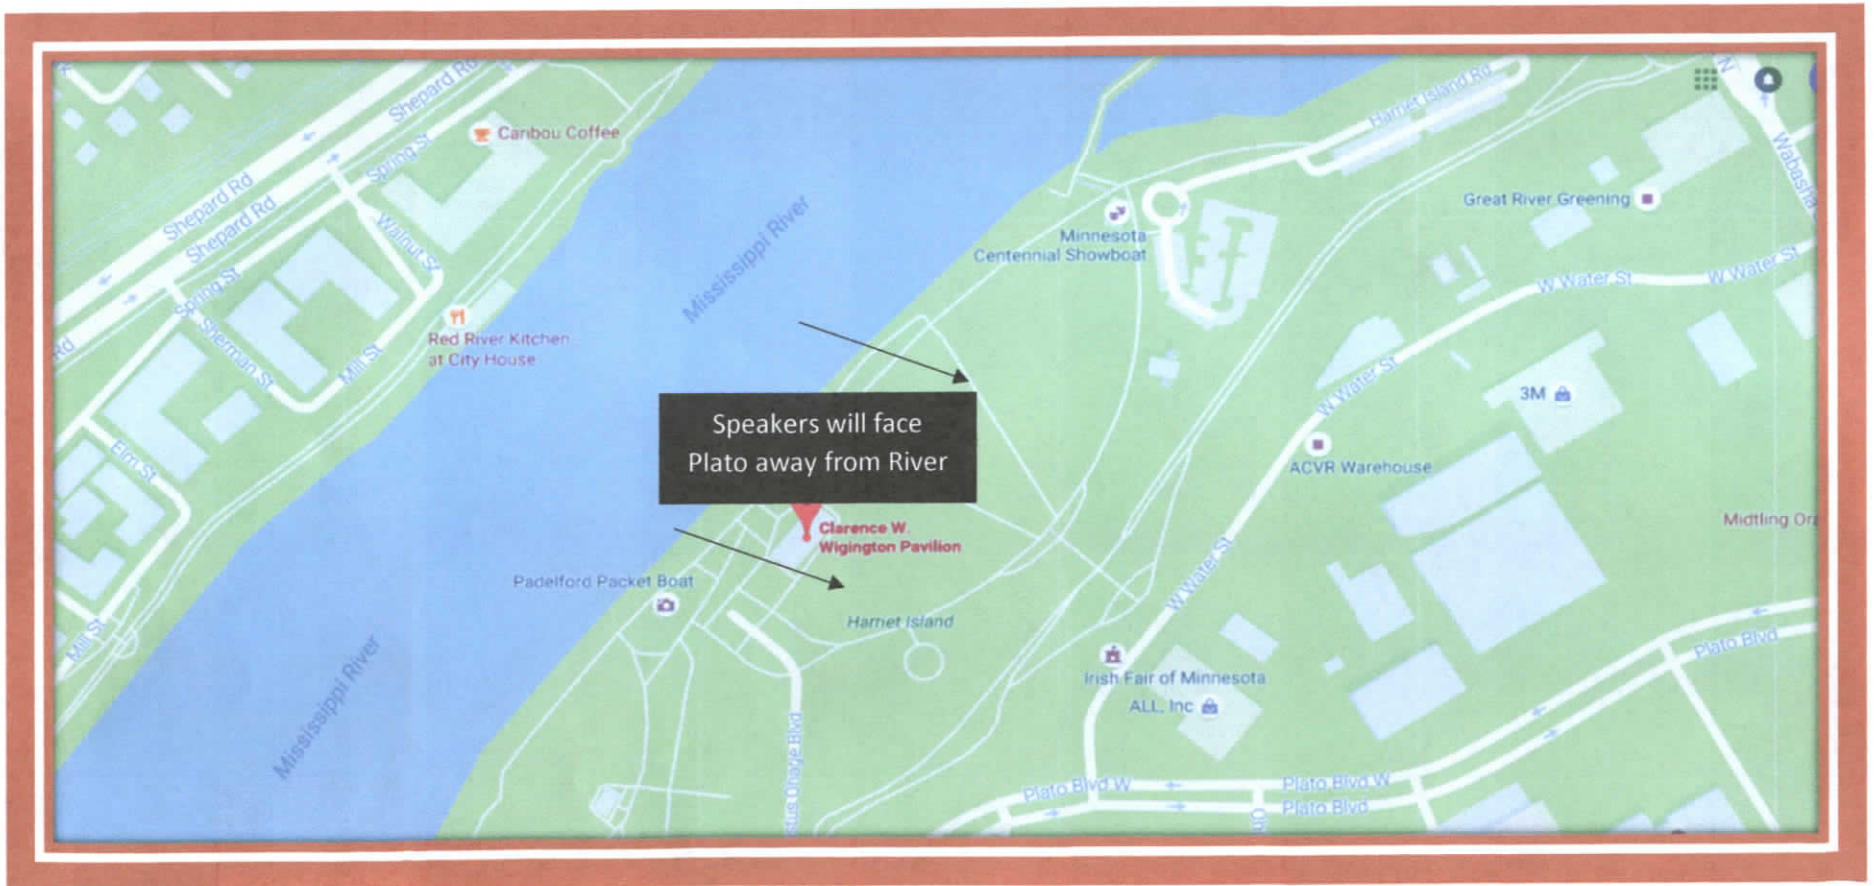 Shepard Rd
Spring St
Caribou Coffee
Shepard Rd
Shepard Rd
Walnut St
Spring St
Sherman St
Rd
Mill St
Red River Kitchen
at City House
Elm St
Mill St
Mississippi River
Mississippi River
Harriet Island Rd
N
Wabasha
Great River Greening
Minnesota
Centennial Showboat
W Water St
W Water St
W Water St
3M
ACVR Warehouse
Speakers will face
Plato away from River
Clarence W.
Wigington Pavilion
Padelford Packet Boat
Harriet Island
W Water St
Irish Fair of Minnesota
ALL, Inc
Plato Blvd
Plato Blvd W
Plato Blvd W
Plato Blvd